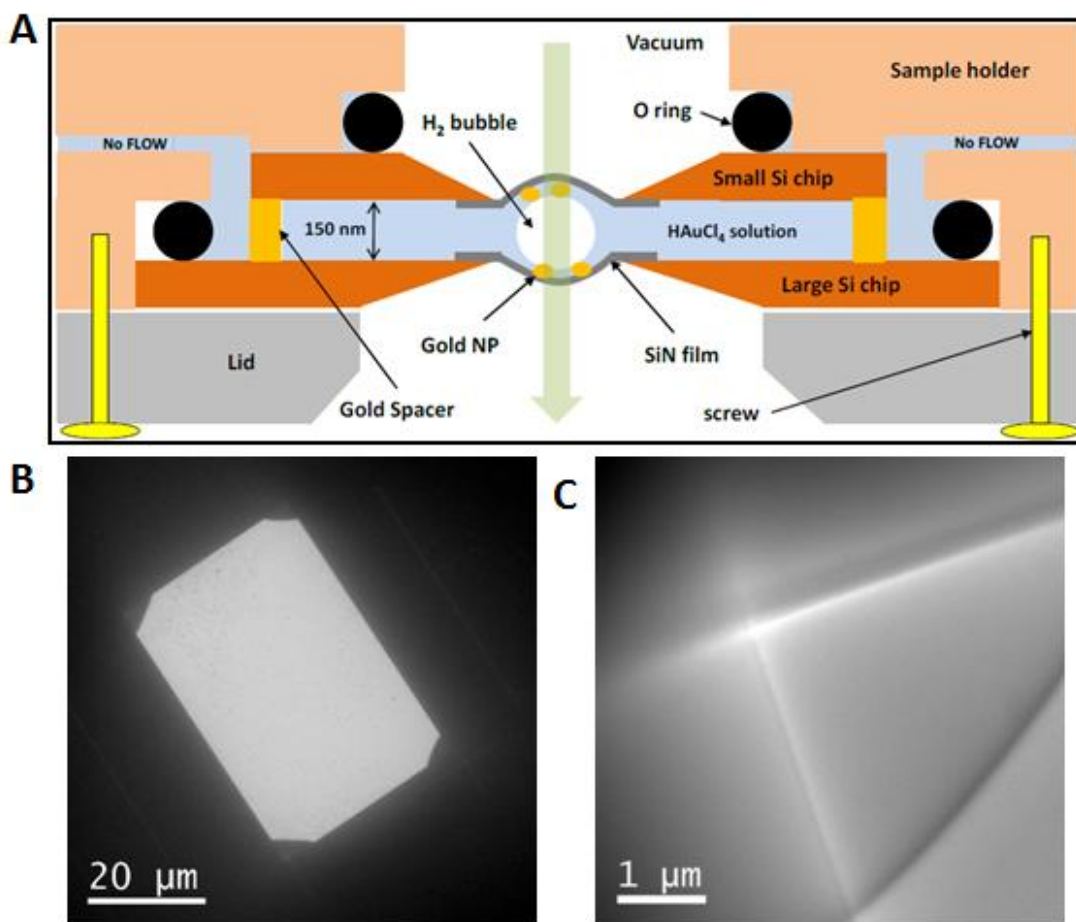 A
Vacuum
Sample holder
H₂ bubble
O ring
No FLOW
No FLOW
Small Si chip
150 nm
HAuCl₄ solution
Large Si chip
Gold NP
SiN film
Lid
Gold Spacer
screw
B
C
20 µm
1 µm